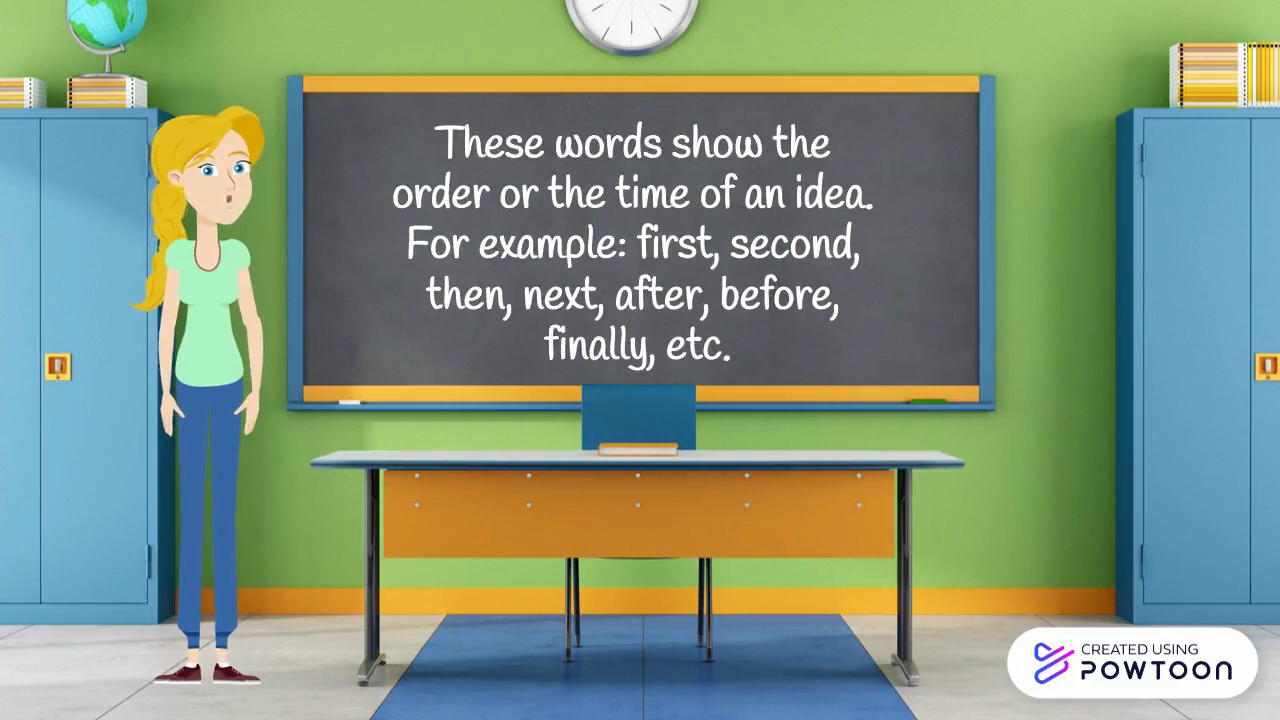 These words show the
order or the time of an idea.
For example: first, second,
then, next, after, before,
finally, etc.
CREATED USING
POWTOON